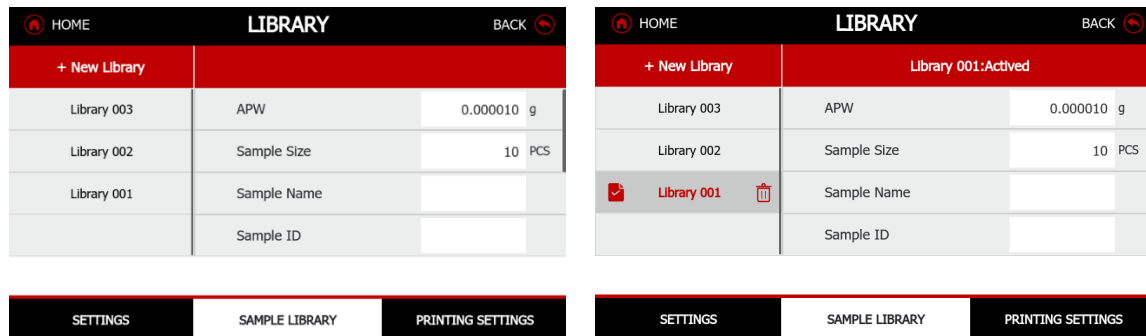 HOME LIBRARY BACK
+ New Library
Library 003 APW 0.000010 g
Library 002 Sample Size 10 PCS
Library 001 Sample Name
Sample ID
SETTINGS SAMPLE LIBRARY PRINTING SETTINGS
HOME LIBRARY BACK
+ New Library Library 001:Actived
Library 003 APW 0.000010 g
Library 002 Sample Size 10 PCS
Library 001 Sample Name
Sample ID
SETTINGS SAMPLE LIBRARY PRINTING SETTINGS